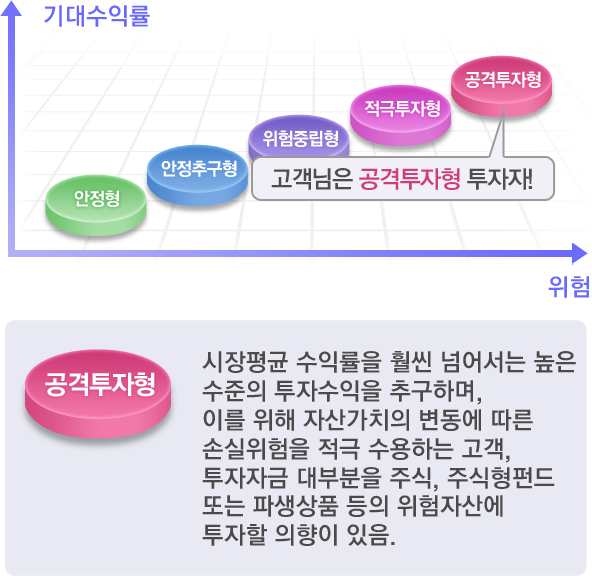 기대수익률
공격투자형
적극투자형
위험중립형
안정추구형
안정형
고객님은 공격투자형 투자자!
위험
공격투자형
시장평균 수익률을 훨씬 넘어서는 높은
수준의 투자수익을 추구하며,
이를 위해 자산가치의 변동에 따른
손실위험을 적극 수용하는 고객,
투자자금 대부분을 주식, 주식형펀드
또는 파생상품 등의 위험자산에
투자할 의향이 있음.